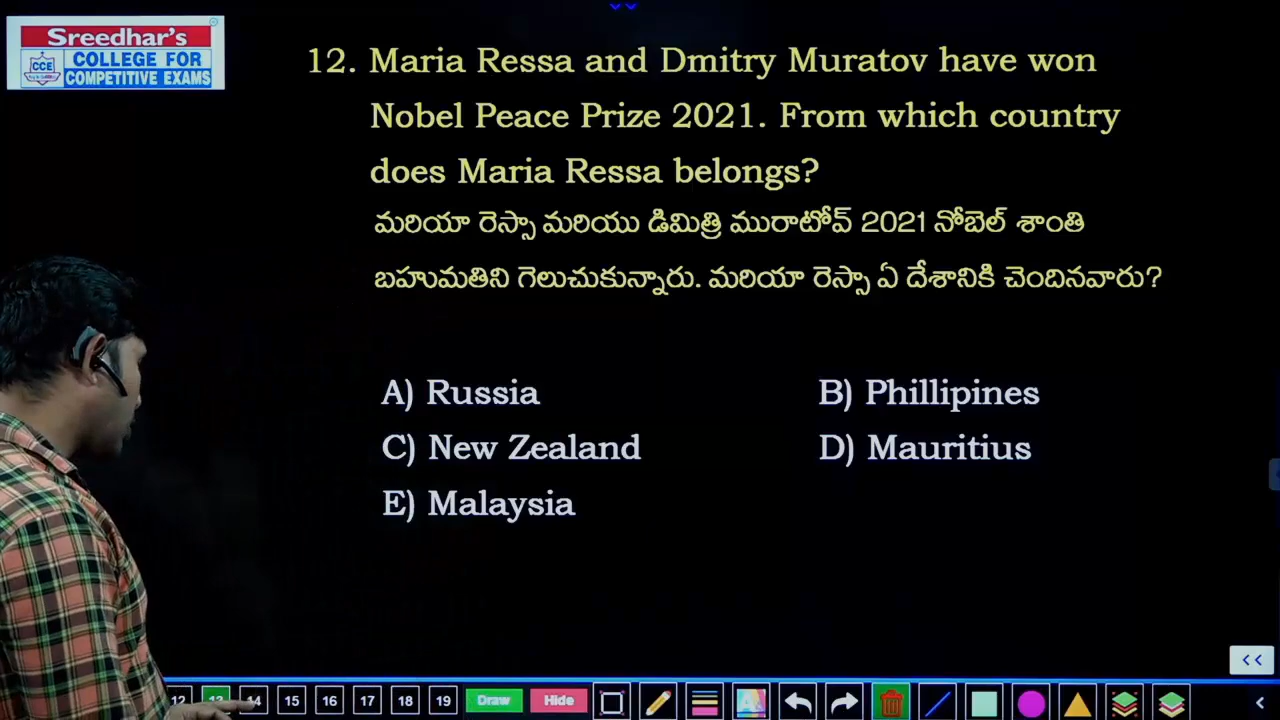 Sreedhar's
CCE
COLLEGE FOR
COMPETITIVE EXAMS
12. Maria Ressa and Dmitry Muratov have won
Nobel Peace Prize 2021. From which country
does Maria Ressa belongs?
మరియా రెస్సా మరియు డిమిత్రి మురాటోవ్ 2021 నోబెల్ శాంతి
బహుమతిని గెలుచుకున్నారు. మరియా రెస్సా ఏ దేశానికి చెందినవారు?
A) Russia
B) Phillipines
C) New Zealand
D) Mauritius
E) Malaysia
12 13 14 15 16 17 18 19 Draw Hide